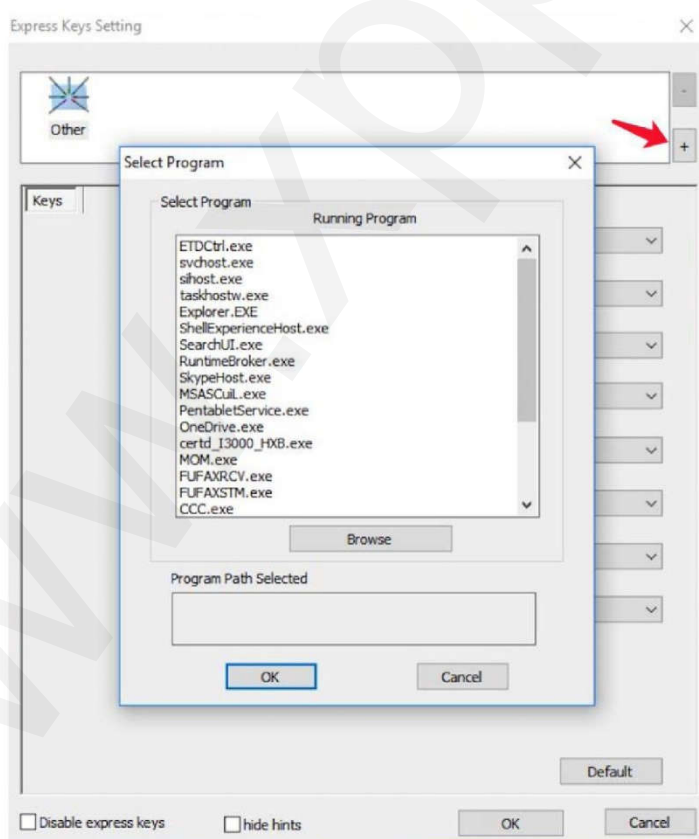 Express Keys Setting
Other
-
+
Select Program
Keys
Select Program
Running Program
ETDCtrl.exe
svchost.exe
sihost.exe
taskhostw.exe
Explorer.EXE
ShellExperienceHost.exe
SearchUI.exe
RuntimeBroker.exe
SkypeHost.exe
MSASCuiL.exe
PentabletService.exe
OneDrive.exe
certd_I3000_HXB.exe
MOM.exe
FUFAXRCV.exe
FUFAXSTM.exe
CCC.exe
Browse
Program Path Selected
OK Cancel
Default
Disable express keys hide hints OK Cancel
www.xpp